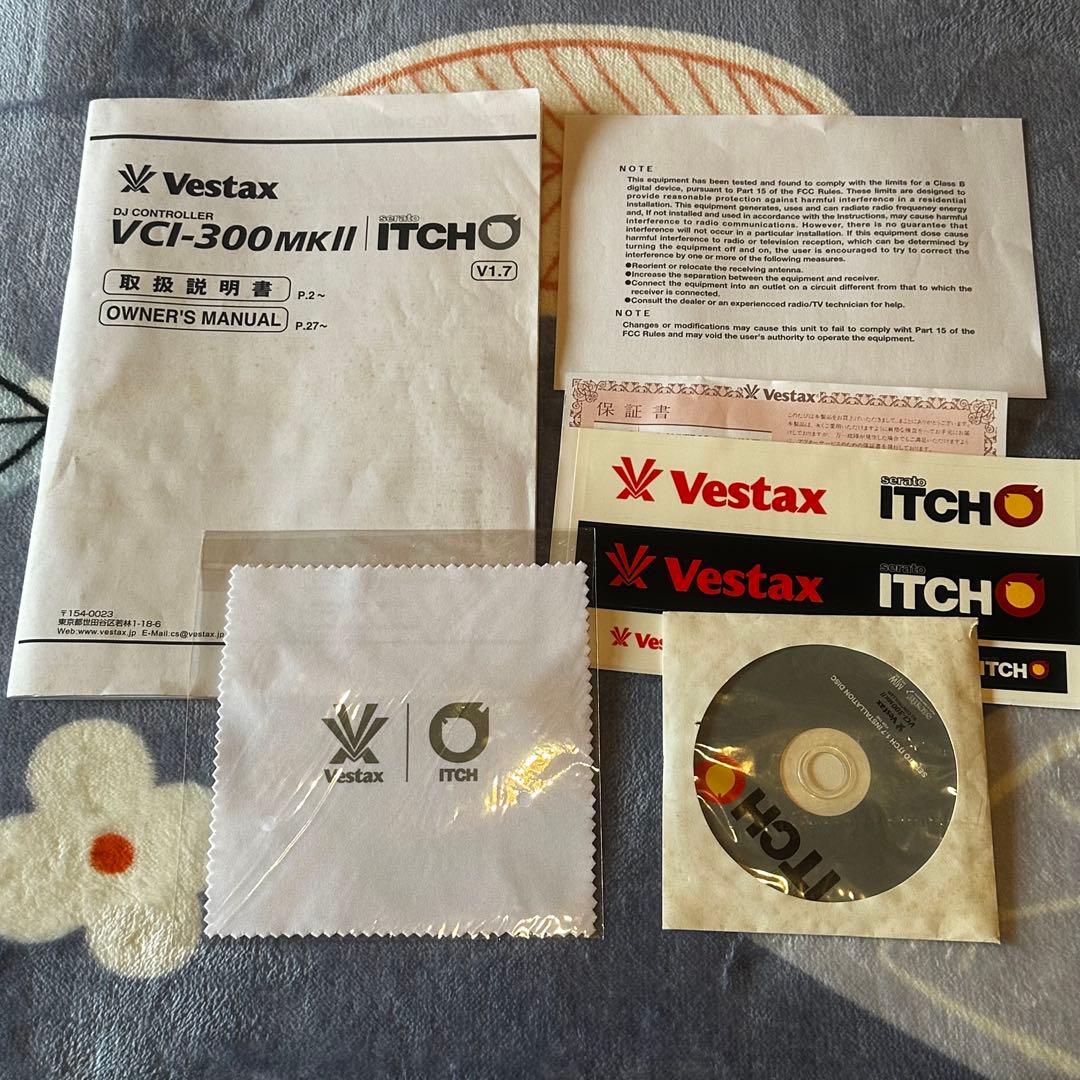 Vestax
DJ CONTROLLER
VCI-300MKII
serato
ITCH
V1.7
取扱説明書 P.2~
OWNER'S MANUAL P.27~
〒154-0023
東京都世田谷区若林1-18-6
Web:www.vestax.jp E-Mail:cs@vestax.jp
NOTE
This equipment has been tested and found to comply with the limits for a Class B
digital device, pursuant to Part 15 of the FCC Rules. These limits are designed to
provide reasonable protection against harmful interference in a residential
installation. This equipment generates, uses and can radiate radio frequeney energy
and, If not installed and used in accordance with the Instructions, may cause harmful
interference to radio communications. However, there is no guarantee that
interference will not occur in a particular installation. If this equipment dose cause
harmful interference to radio or television reception, which can be determined by
turning the equipment off and on, the user is encouraged to try to correct the
interference by one or more of the following measures.
●Reorient or relocate the receiving antenna.
●Increase the separation between the equipment and receiver.
●Connect the equipment into an outlet on a circuit different from that to which the
receiver is connected.
●Consult the dealer or an experiencced radio/TV technician for help.
NOTE
Changes or modifications may cause this unit to fail to comply wiht Part 15 of the
FCC Rules and may void the user's authority to operate the equipment.
Vestax
保証書
Vestax
serato
ITCH
Vestax
serato
ITCH
Ves
ITCH
Vestax
ITCH
Vestax
VCI-300MKII
ITCH 1.7 INSTALLATION DISC
ITCH